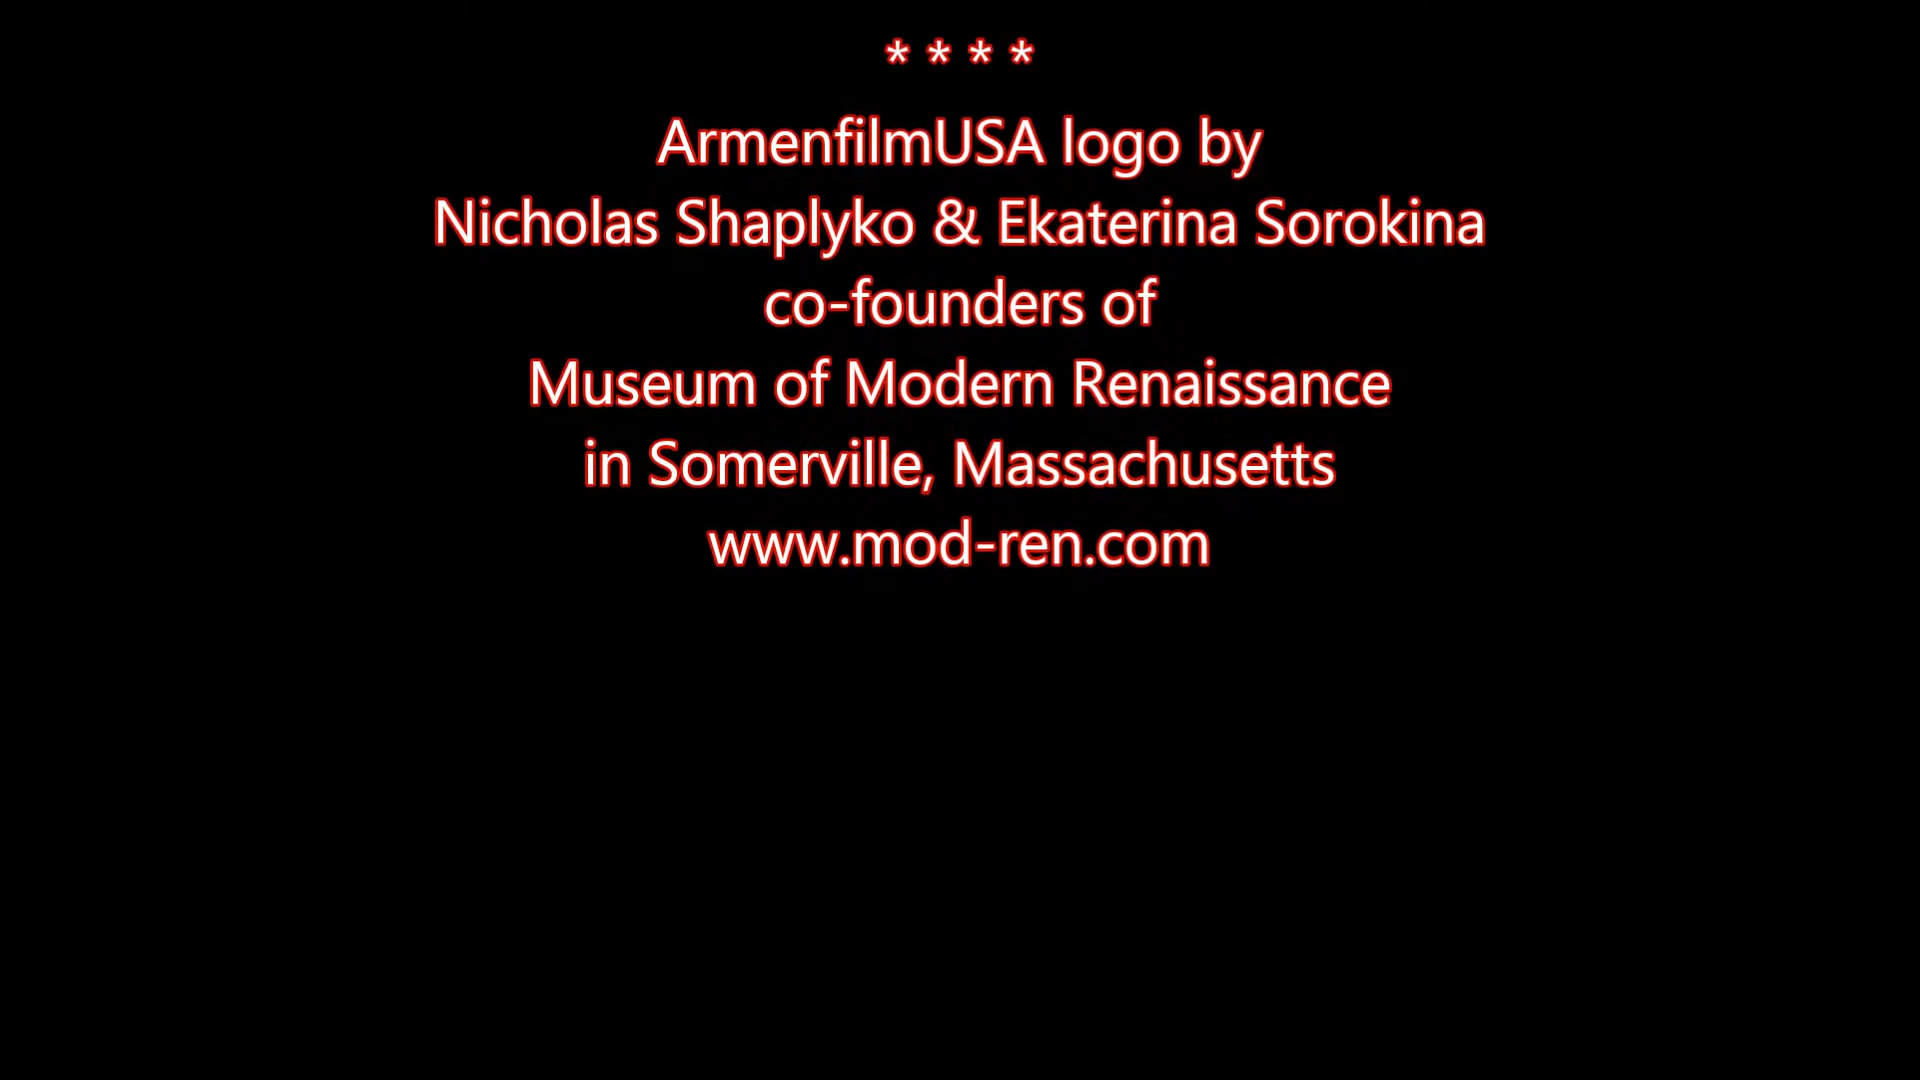 * * * *
ArmenfilmUSA logo by
Nicholas Shaplyko & Ekaterina Sorokina
co-founders of
Museum of Modern Renaissance
in Somerville, Massachusetts
www.mod-ren.com